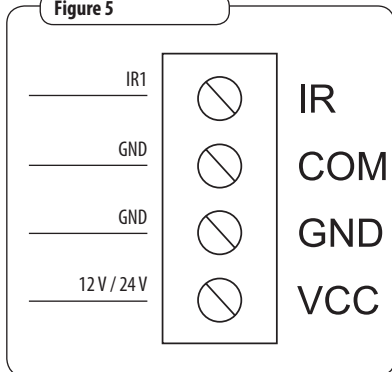 Figure 5
IR1 IR
GND COM
GND GND
12 V / 24 V VCC